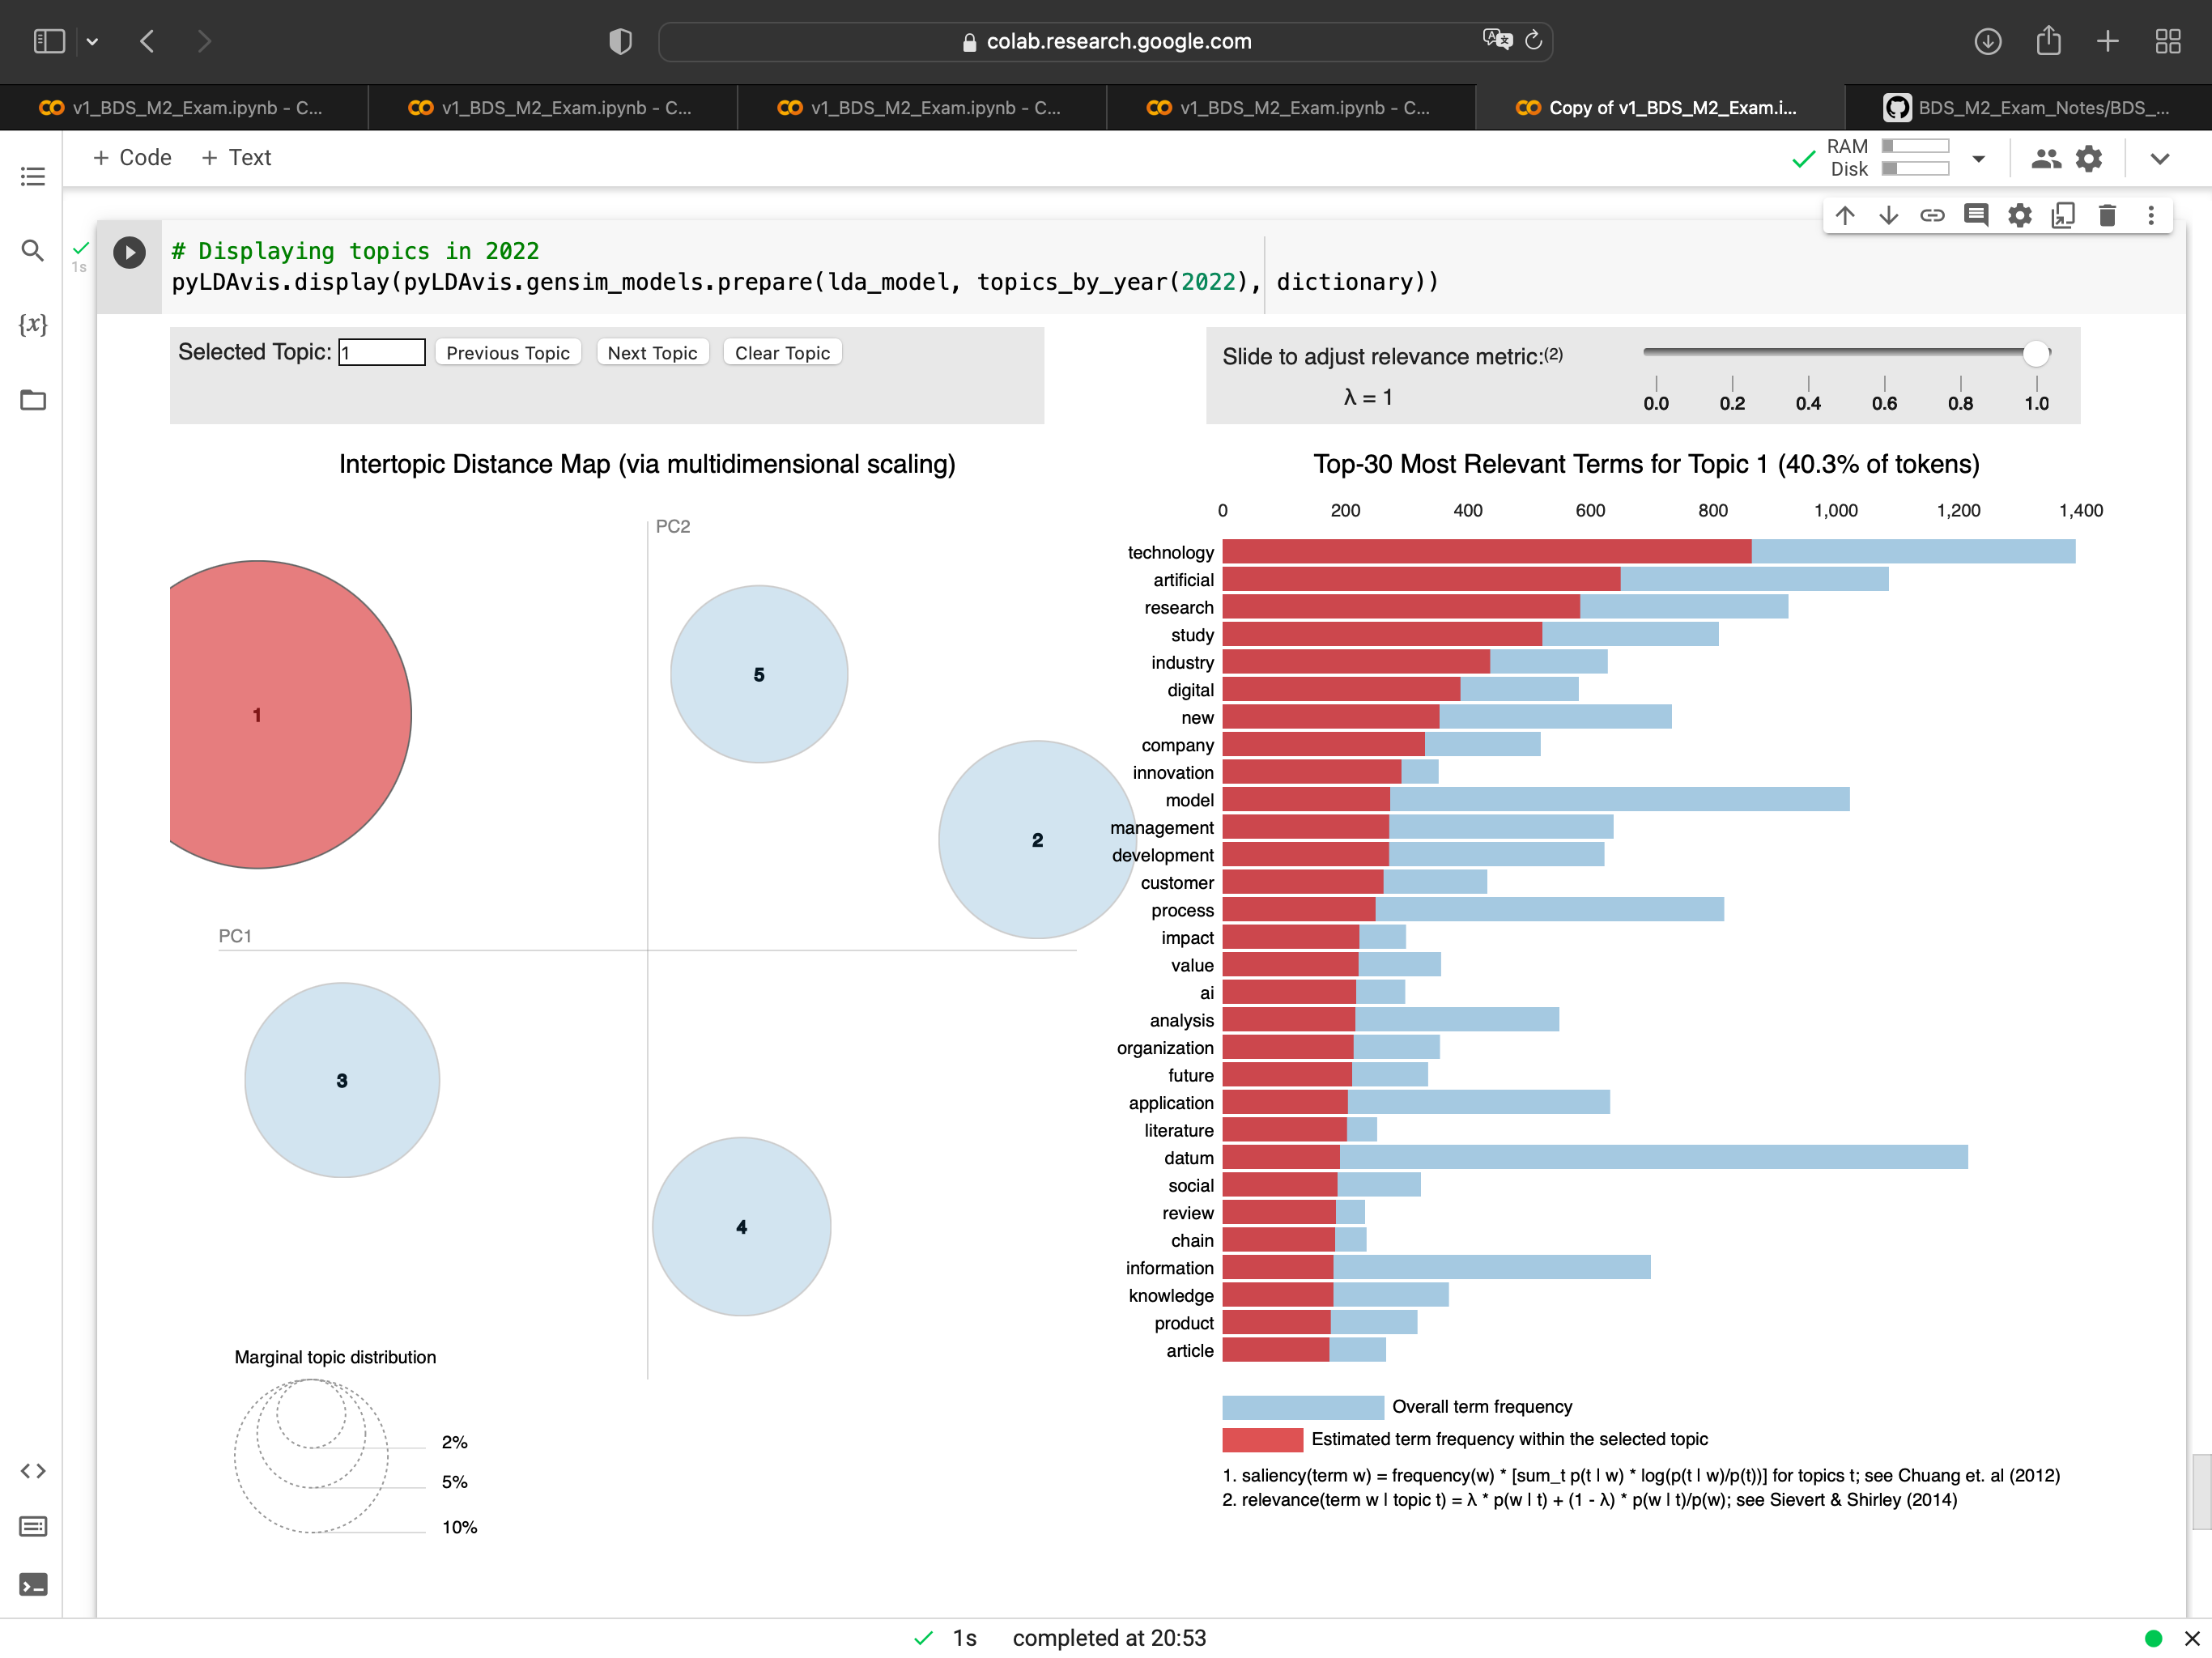 colab.research.google.com
v1_BDS_M2_Exam.ipynb - C...
v1_BDS_M2_Exam.ipynb - C...
v1_BDS_M2_Exam.ipynb - C...
v1_BDS_M2_Exam.ipynb - C...
Copy of v1_BDS_M2_Exam.i...
BDS_M2_Exam_Notes/BDS_...
+ Code + Text
RAM
Disk
1s
# Displaying topics in 2022
pyLDAvis.display(pyLDAvis.gensim_models.prepare(lda_model, topics_by_year(2022), dictionary))
Selected Topic: 1 Previous Topic Next Topic Clear Topic
Slide to adjust relevance metric:(2)
λ = 1
0.0 0.2 0.4 0.6 0.8 1.0
Intertopic Distance Map (via multidimensional scaling)
PC2
PC1
1
5
2
3
4
Marginal topic distribution
2%
5%
10%
Top-30 Most Relevant Terms for Topic 1 (40.3% of tokens)
0 200 400 600 800 1,000 1,200 1,400
technology
artificial
research
study
industry
digital
new
company
innovation
model
management
development
customer
process
impact
value
ai
analysis
organization
future
application
literature
datum
social
review
chain
information
knowledge
product
article
Overall term frequency
Estimated term frequency within the selected topic
1. saliency(term w) = frequency(w) * [sum_t p(t | w) * log(p(t | w)/p(t))] for topics t; see Chuang et. al (2012)
2. relevance(term w | topic t) = λ * p(w | t) + (1 - λ) * p(w | t)/p(w); see Sievert & Shirley (2014)
1s completed at 20:53